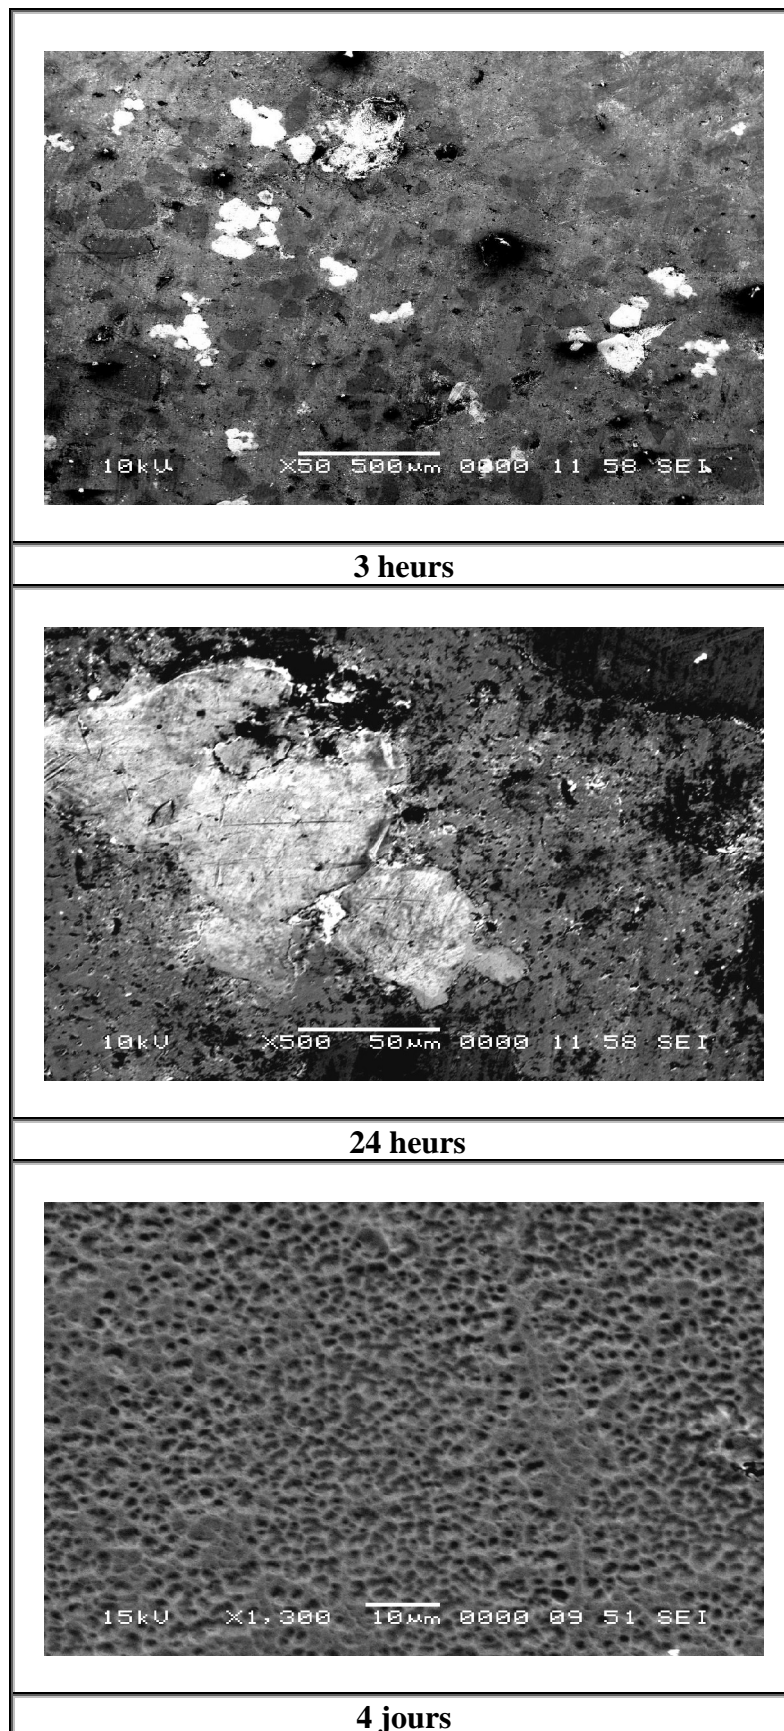 10kV X50 500µm 0000 11 58 SEI
3 heurs
10kV X500 50µm 0000 11 58 SEI
24 heurs
15kV X1,300 10µm 0000 09 51 SEI
4 jours